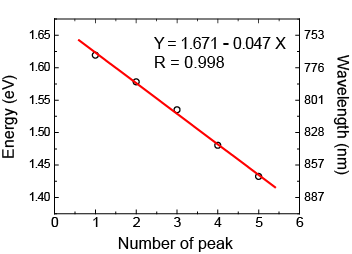 Y = 1.671 - 0.047 X
R = 0.998
Energy (eV)
1.65
1.60
1.55
1.50
1.45
1.40
753
776
801
828
857
887
Wavelength (nm)
0 1 2 3 4 5 6
Number of peak